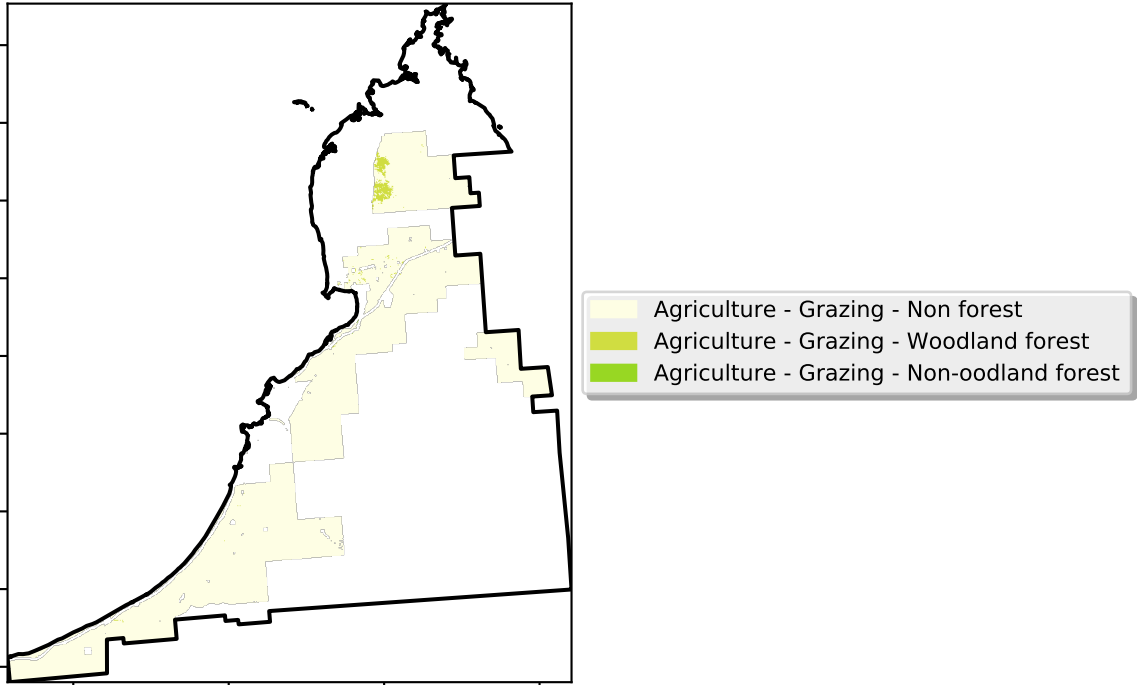 Agriculture - Grazing - Non forest
Agriculture - Grazing - Woodland forest
Agriculture - Grazing - Non-oodland forest